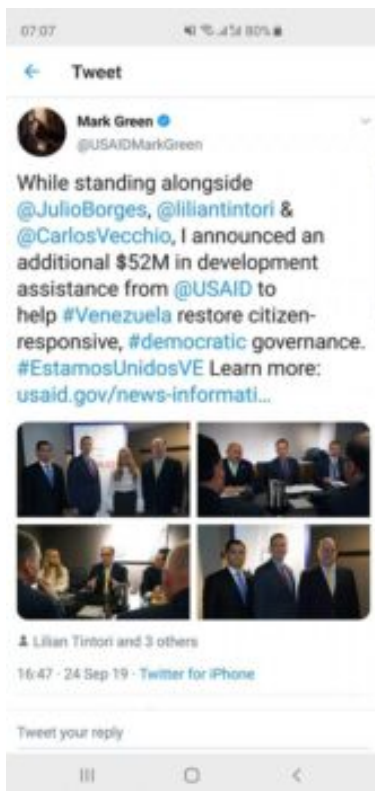 07:07
80%
Tweet
Mark Green
@USAIDMarkGreen
While standing alongside
@JulioBorges, @liliantintori &
@CarlosVecchio, I announced an
additional $52M in development
assistance from @USAID to
help #Venezuela restore citizen-
responsive, #democratic governance.
#EstamosUnidosVE Learn more:
usaid.gov/news-informati...
Lilian Tintori and 3 others
16:47 · 24 Sep 19 · Twitter for iPhone
Tweet your reply